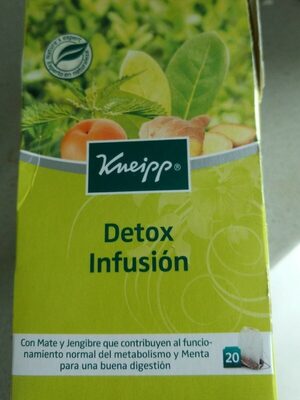 Kneipp®
Detox
Infusión
Con Mate y Jengibre que contribuyen al funcio-
namiento normal del metabolismo y Menta
para una buena digestión
20